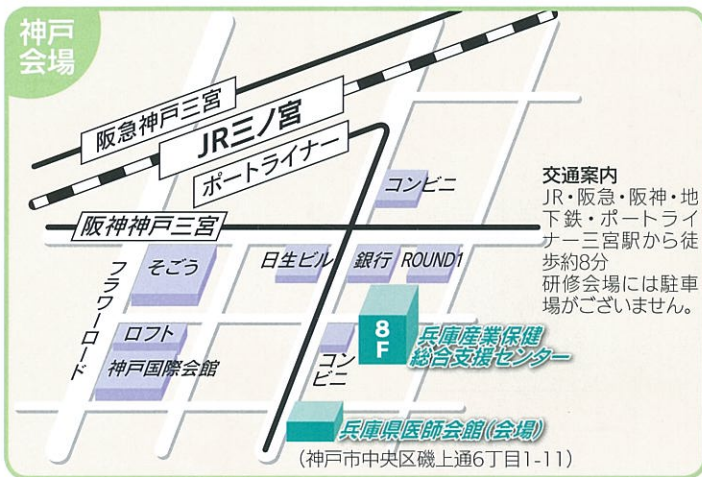 神戸
会場
阪急神戸三宮
JR三ノ宮
ポートライナー
コンビニ
阪神神戸三宮
そごう
日生ビル
銀行
ROUND1
フラワーロード
ロフト
神戸国際会館
コン
ビニ
8
F
兵庫産業保健
総合支援センター
兵庫県医師会館(会場)
(神戸市中央区磯上通6丁目1-11)
交通案内
JR・阪急・阪神・地
下鉄・ポートライ
ナー三宮駅から徒
歩約8分
研修会場には駐車
場がございません。